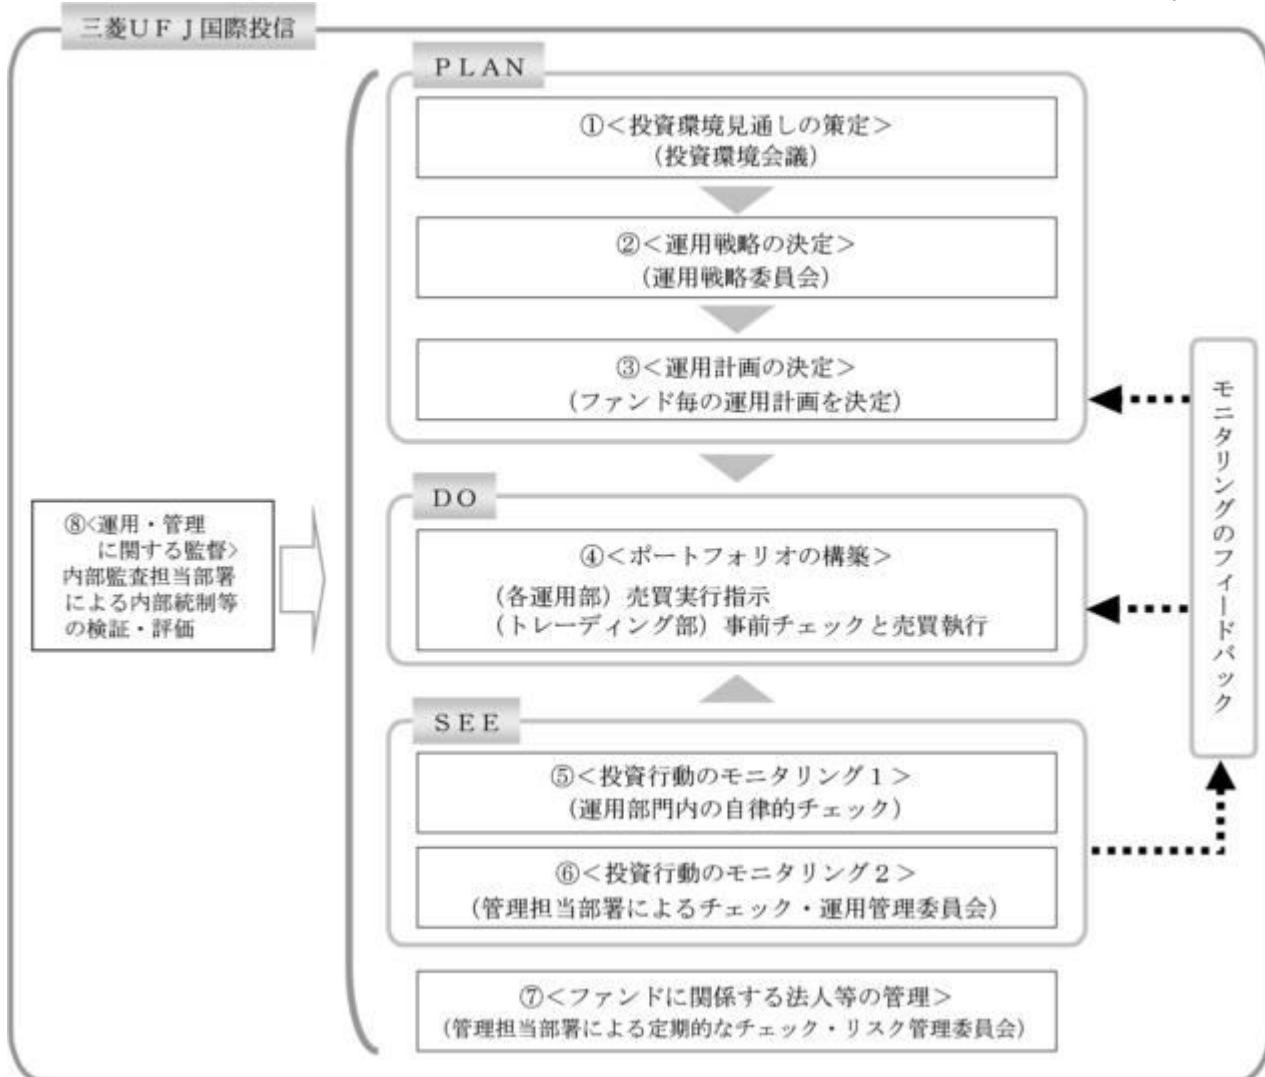 三菱ＵＦＪ国際投信
ＰＬＡＮ
①＜投資環境見通しの策定＞
（投資環境会議）
②＜運用戦略の決定＞
（運用戦略委員会）
③＜運用計画の決定＞
（ファンド毎の運用計画を決定）
モニタリングのフィードバック
ＤＯ
④＜ポートフォリオの構築＞
（各運用部）売買実行指示
（トレーディング部）事前チェックと売買執行
⑧＜運用・管理
に関する監督＞
内部監査担当部署
による内部統制等
の検証・評価
ＳＥＥ
⑤＜投資行動のモニタリング１＞
（運用部門内の自律的チェック）
⑥＜投資行動のモニタリング２＞
（管理担当部署によるチェック・運用管理委員会）
⑦＜ファンドに関係する法人等の管理＞
（管理担当部署による定期的なチェック・リスク管理委員会）